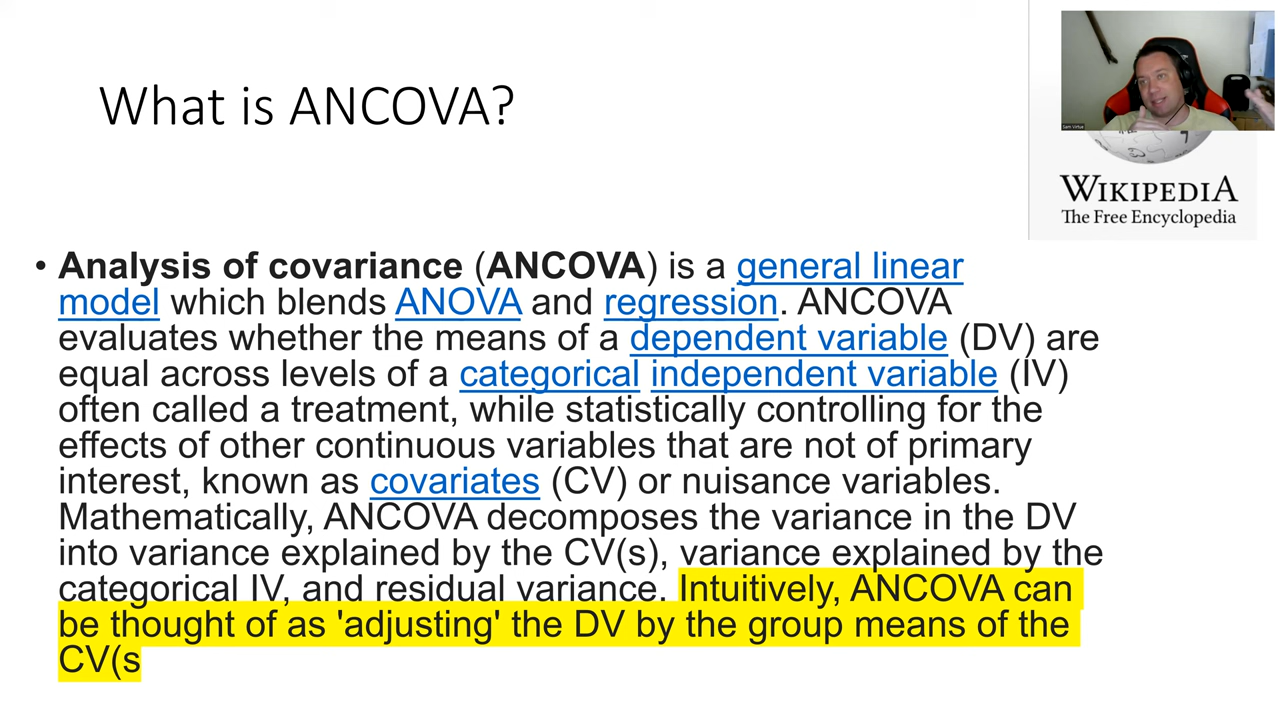 What is ANCOVA?
Sam Virtue
WIKIPEDIA
The Free Encyclopedia
• Analysis of covariance (ANCOVA) is a general linear
model which blends ANOVA and regression. ANCOVA
evaluates whether the means of a dependent variable (DV) are
equal across levels of a categorical independent variable (IV)
often called a treatment, while statistically controlling for the
effects of other continuous variables that are not of primary
interest, known as covariates (CV) or nuisance variables.
Mathematically, ANCOVA decomposes the variance in the DV
into variance explained by the CV(s), variance explained by the
categorical IV, and residual variance. Intuitively, ANCOVA can
be thought of as 'adjusting' the DV by the group means of the
CV(s